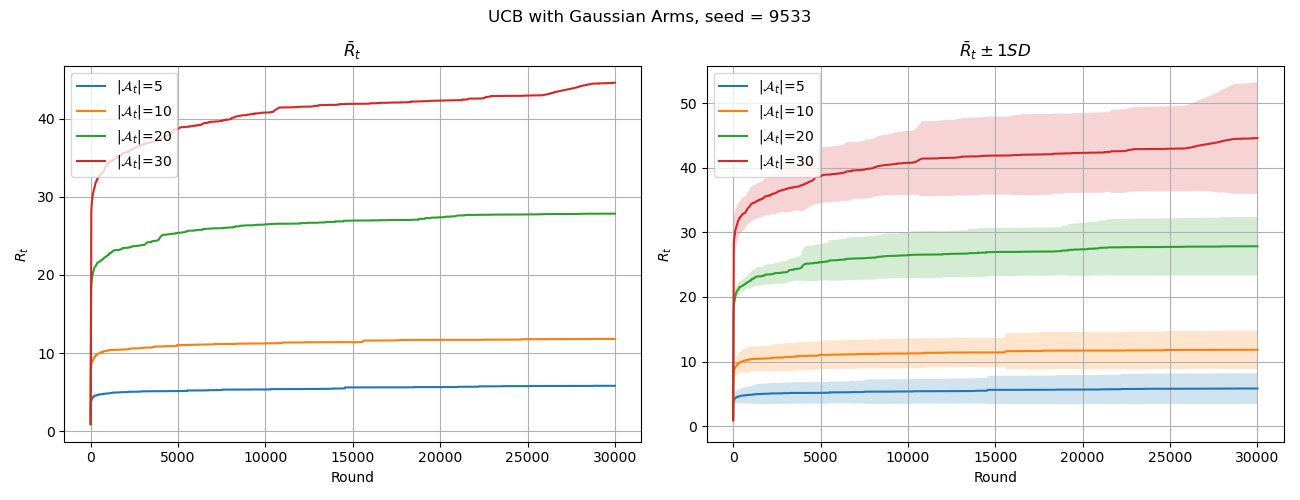 UCB with Gaussian Arms, seed = 9533
R̄_t
R_t
40
30
20
10
0
|𝒜_t|=5
|𝒜_t|=10
|𝒜_t|=20
|𝒜_t|=30
0 5000 10000 15000 20000 25000 30000
Round
R̄_t ± 1SD
R_t
50
40
30
20
10
0
|𝒜_t|=5
|𝒜_t|=10
|𝒜_t|=20
|𝒜_t|=30
0 5000 10000 15000 20000 25000 30000
Round